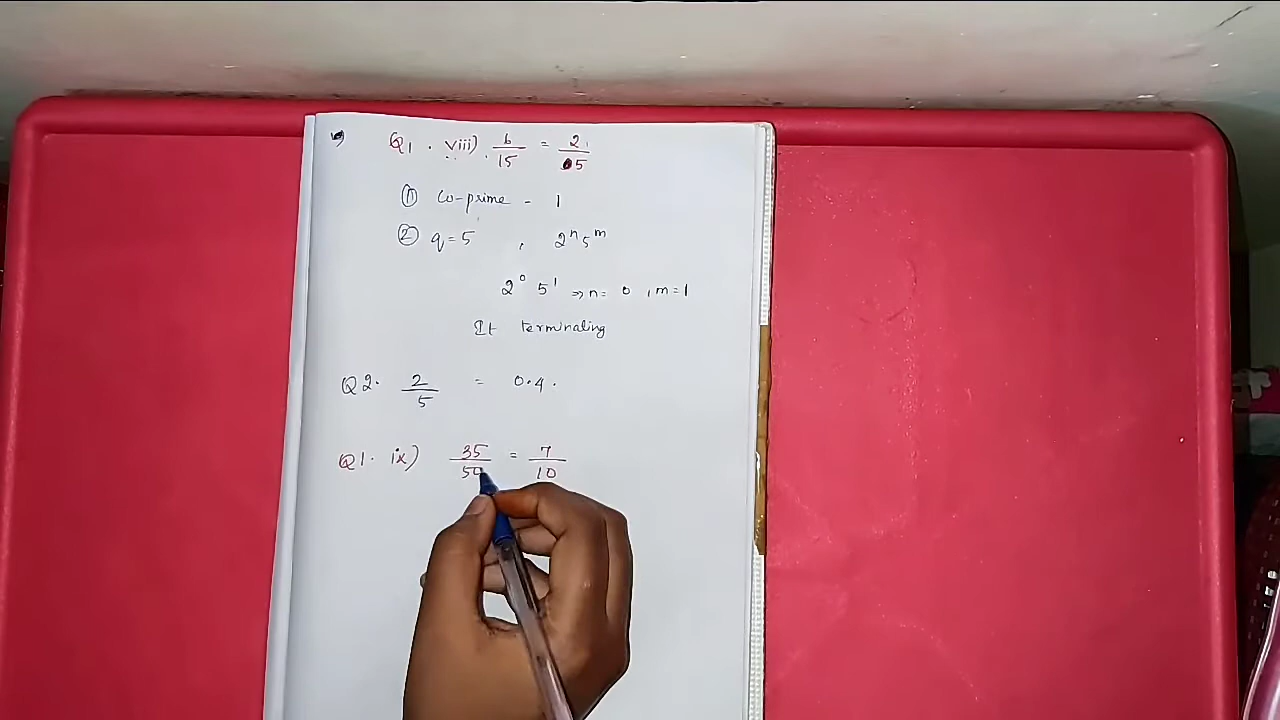 Q1. viii) 6/15 = 2/5
① Co-prime - 1
② q=5 , 2ⁿ5ᵐ
2⁰ 5¹ ⇒ n= 0 , m=1
It terminating
Q2. 2/5 = 0.4.
Q1. ix) 35/50 = 7/10